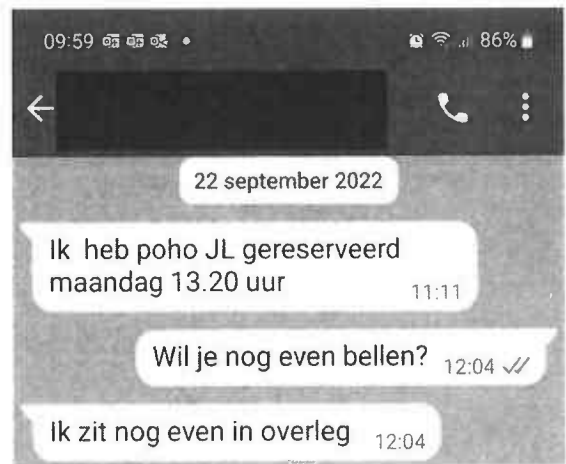 09:59
86%
22 september 2022
Ik heb poho JL gereserveerd
maandag 13.20 uur
11:11
Wil je nog even bellen? 12:04
Ik zit nog even in overleg 12:04